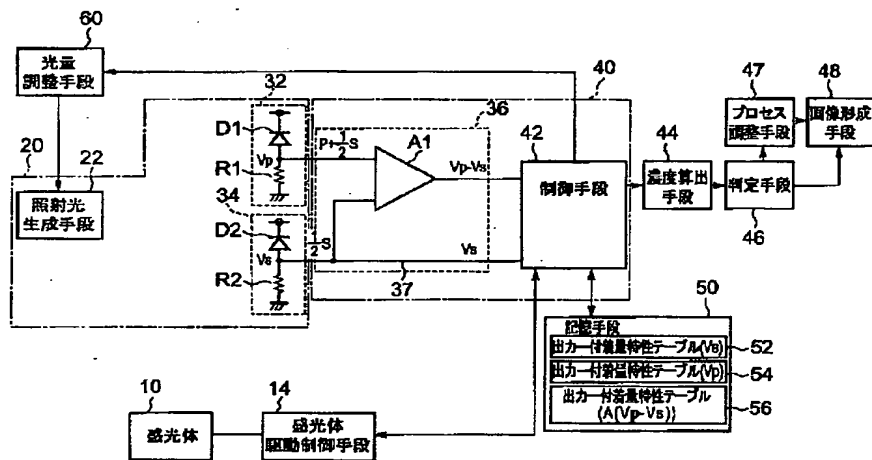 60
光量
調整手段
20
22
照射光
生成手段
32
D1
Vp
R1
34
D2
Vs
R2
P+1/2S
1/2S
36
A1
Vp-Vs
Vs
37
40
42
制御手段
44
濃度算出
手段
47
プロセス
調整手段
48
画像形成
手段
判定手段
46
50
記憶手段
出力ー付着量特性テーブル(Vs)
52
出力ー付着量特性テーブル(Vp)
54
出力ー付着量特性テーブル
(A(Vp-Vs))
56
10
感光体
14
感光体
駆動制御手段